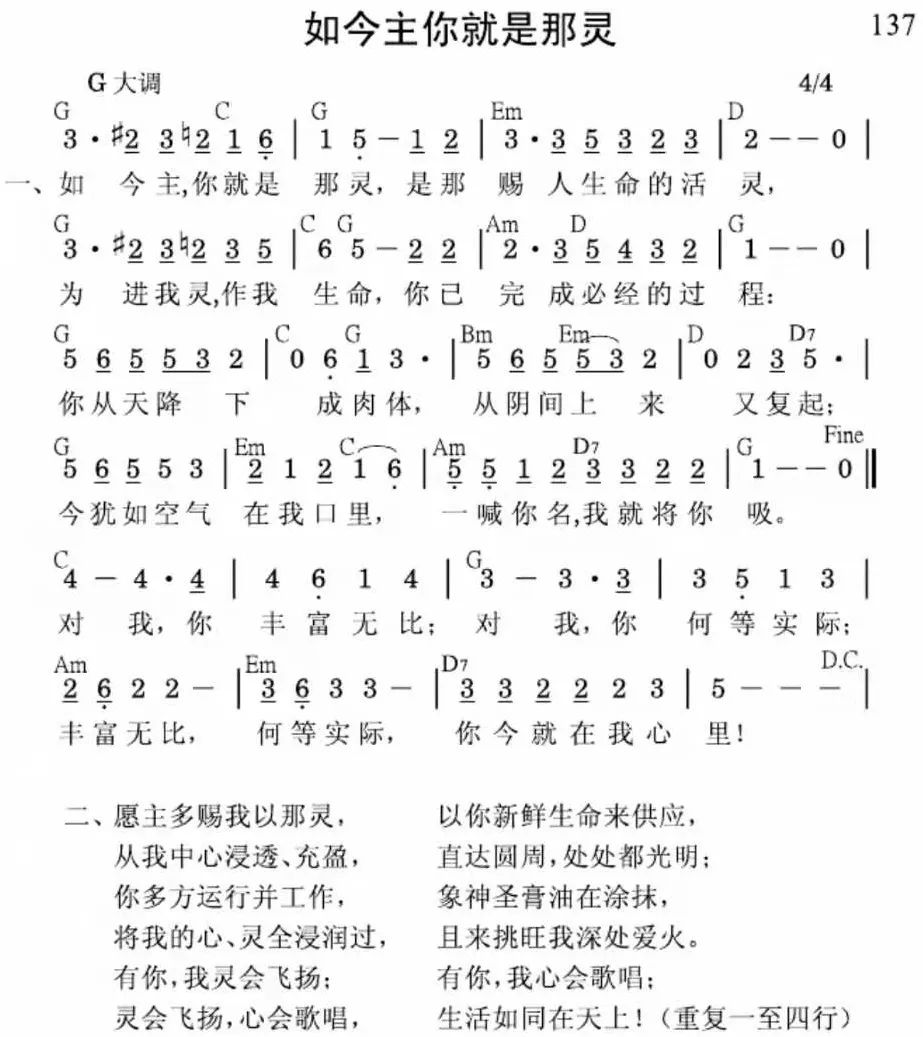 如今主你就是那灵
137
G 大调 4/4
G C G Em D
3 · #2 3 ♮2 1 6 | 1 5 - 1 2 | 3 · 3 5 3 2 3 | 2 - - 0 |
一、如 今 主,你就是 那灵, 是那 赐 人生命的活 灵,
G C G Am D G
3 · #2 3 ♮2 3 5 | 6 5 - 2 2 | 2 · 3 5 4 3 2 | 1 - - 0 |
为 进我灵,作我 生命, 你已 完 成必经的过 程:
G C G Bm Em D D7
5 6 5 5 3 2 | 0 6 1 3 · | 5 6 5 5 3 2 | 0 2 3 5 · |
你从天降 下 成肉体, 从阴间上 来 又复起;
G Em C Am D7 G Fine
5 6 5 5 3 | 2 1 2 1 6 | 5 5 1 2 3 3 2 2 | 1 - - 0 ‖
今犹如空气 在我口里, 一喊你名,我就将你 吸。
C G
4 - 4 · 4 | 4 6 1 4 | 3 - 3 · 3 | 3 5 1 3 |
对 我, 你 丰富无比; 对 我, 你 何等实际;
Am Em D7 D.C.
2 6 2 2 - | 3 6 3 3 - | 3 3 2 2 2 3 | 5 - - - |
丰富无比, 何等实际, 你今就在我心 里!
二、愿主多赐我以那灵, 以你新鲜生命来供应,
从我中心浸透、充盈, 直达圆周,处处都光明;
你多方运行并工作, 象神圣膏油在涂抹,
将我的心、灵全浸润过, 且来挑旺我深处爱火。
有你,我灵会飞扬; 有你,我心会歌唱;
灵会飞扬,心会歌唱, 生活如同在天上!(重复一至四行)